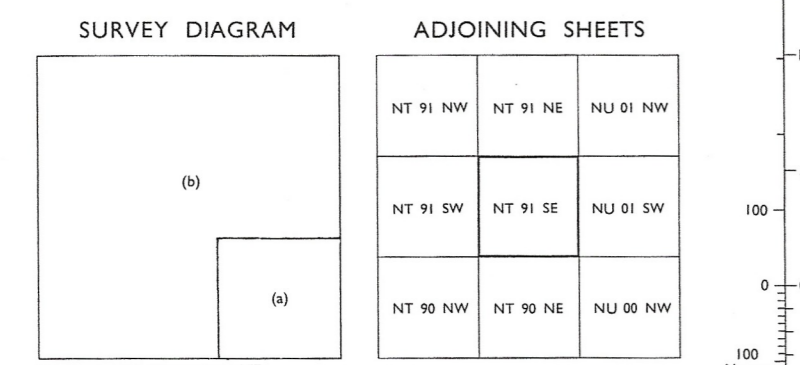 SURVEY DIAGRAM
(b)
(a)
ADJOINING SHEETS
NT 91 NW NT 91 NE NU 01 NW
NT 91 SW NT 91 SE NU 01 SW
NT 90 NW NT 90 NE NU 00 NW
100
0
100